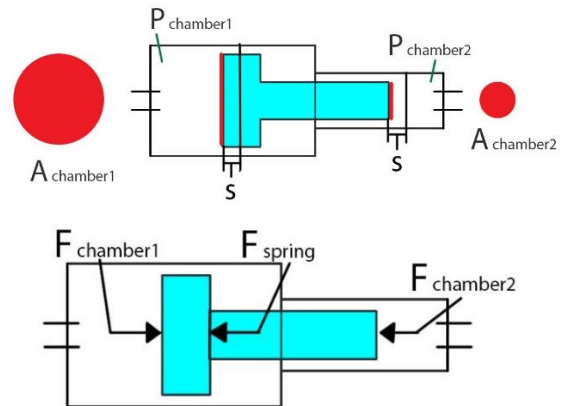 P chamber1
P chamber2
A chamber1
A chamber2
S
S
F chamber1
F spring
F chamber2